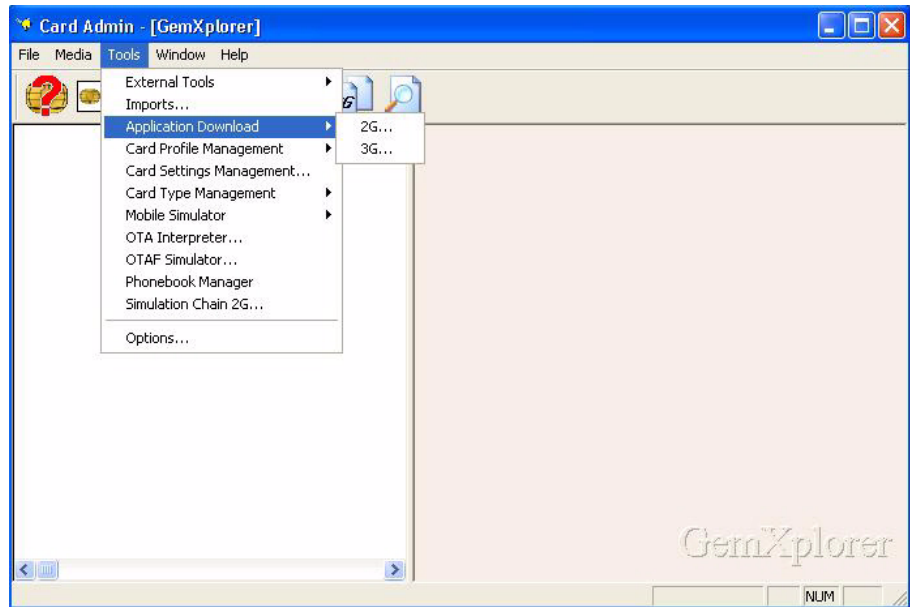 Card Admin - [GemXplorer]
File Media Tools Window Help
External Tools
Imports...
Application Download
2G...
Card Profile Management
3G...
Card Settings Management...
Card Type Management
Mobile Simulator
OTA Interpreter...
OTAF Simulator...
Phonebook Manager
Simulation Chain 2G...
Options...
GemXplorer
NUM